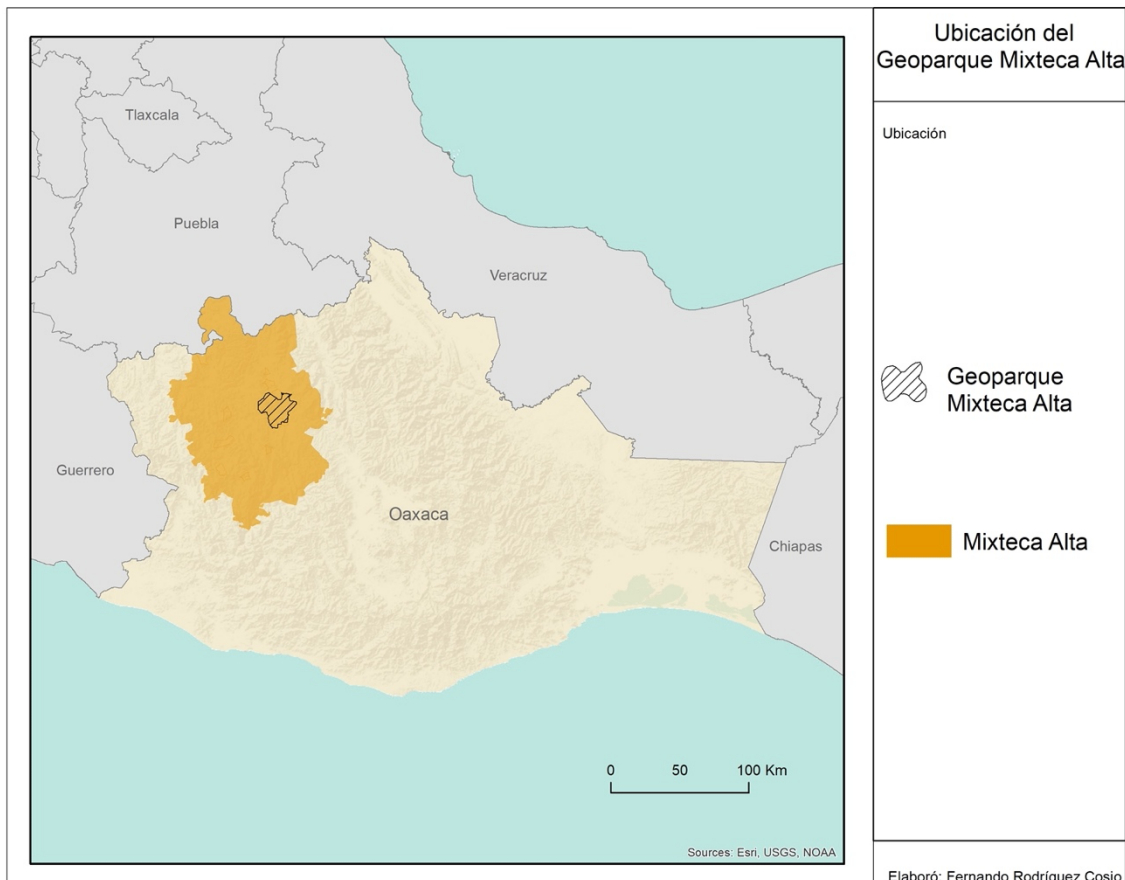 Ubicación del
Geoparque Mixteca Alta
Ubicación
Tlaxcala
Puebla
Veracruz
Guerrero
Oaxaca
Chiapas
Geoparque
Mixteca Alta
Mixteca Alta
0 50 100 Km
Sources: Esri, USGS, NOAA
Elaboró: Fernando Rodríguez Cosio